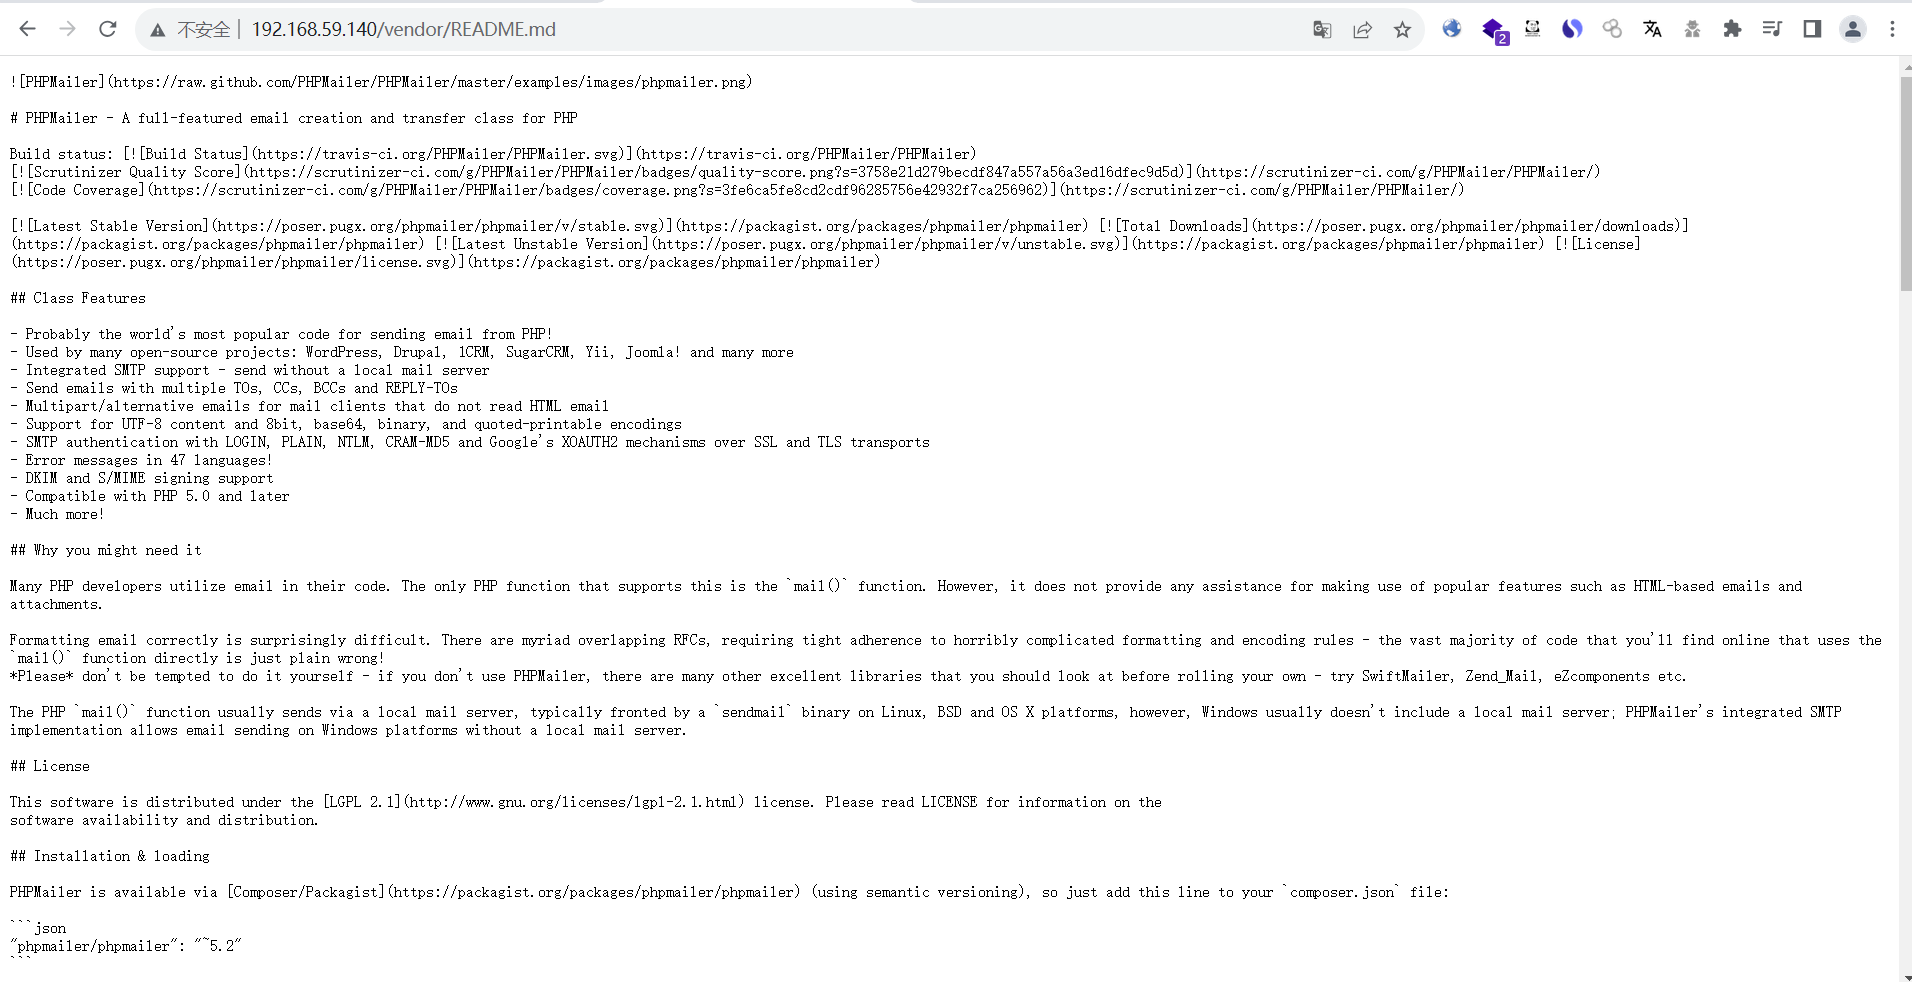 不安全 | 192.168.59.140/vendor/README.md
2
![PHPMailer](https://raw.github.com/PHPMailer/PHPMailer/master/examples/images/phpmailer.png)
# PHPMailer - A full-featured email creation and transfer class for PHP
Build status: [![Build Status](https://travis-ci.org/PHPMailer/PHPMailer.svg)](https://travis-ci.org/PHPMailer/PHPMailer)
[![Scrutinizer Quality Score](https://scrutinizer-ci.com/g/PHPMailer/PHPMailer/badges/quality-score.png?s=3758e21d279becdf847a557a56a3ed16dfec9d5d)](https://scrutinizer-ci.com/g/PHPMailer/PHPMailer/)
[![Code Coverage](https://scrutinizer-ci.com/g/PHPMailer/PHPMailer/badges/coverage.png?s=3fe6ca5fe8cd2cdf96285756e42932f7ca256962)](https://scrutinizer-ci.com/g/PHPMailer/PHPMailer/)
[![Latest Stable Version](https://poser.pugx.org/phpmailer/phpmailer/v/stable.svg)](https://packagist.org/packages/phpmailer/phpmailer) [![Total Downloads](https://poser.pugx.org/phpmailer/phpmailer/downloads)]
(https://packagist.org/packages/phpmailer/phpmailer) [![Latest Unstable Version](https://poser.pugx.org/phpmailer/phpmailer/v/unstable.svg)](https://packagist.org/packages/phpmailer/phpmailer) [![License]
(https://poser.pugx.org/phpmailer/phpmailer/license.svg)](https://packagist.org/packages/phpmailer/phpmailer)
## Class Features
- Probably the world's most popular code for sending email from PHP!
- Used by many open-source projects: WordPress, Drupal, 1CRM, SugarCRM, Yii, Joomla! and many more
- Integrated SMTP support - send without a local mail server
- Send emails with multiple TOs, CCs, BCCs and REPLY-TOs
- Multipart/alternative emails for mail clients that do not read HTML email
- Support for UTF-8 content and 8bit, base64, binary, and quoted-printable encodings
- SMTP authentication with LOGIN, PLAIN, NTLM, CRAM-MD5 and Google's XOAUTH2 mechanisms over SSL and TLS transports
- Error messages in 47 languages!
- DKIM and S/MIME signing support
- Compatible with PHP 5.0 and later
- Much more!
## Why you might need it
Many PHP developers utilize email in their code. The only PHP function that supports this is the `mail()` function. However, it does not provide any assistance for making use of popular features such as HTML-based emails and
attachments.
Formatting email correctly is surprisingly difficult. There are myriad overlapping RFCs, requiring tight adherence to horribly complicated formatting and encoding rules - the vast majority of code that you'll find online that uses the
`mail()` function directly is just plain wrong!
*Please* don't be tempted to do it yourself - if you don't use PHPMailer, there are many other excellent libraries that you should look at before rolling your own - try SwiftMailer, Zend_Mail, eZcomponents etc.
The PHP `mail()` function usually sends via a local mail server, typically fronted by a `sendmail` binary on Linux, BSD and OS X platforms, however, Windows usually doesn't include a local mail server; PHPMailer's integrated SMTP
implementation allows email sending on Windows platforms without a local mail server.
## License
This software is distributed under the [LGPL 2.1](http://www.gnu.org/licenses/lgpl-2.1.html) license. Please read LICENSE for information on the
software availability and distribution.
## Installation & loading
PHPMailer is available via [Composer/Packagist](https://packagist.org/packages/phpmailer/phpmailer) (using semantic versioning), so just add this line to your `composer.json` file:
```json
"phpmailer/phpmailer": "~5.2"
```